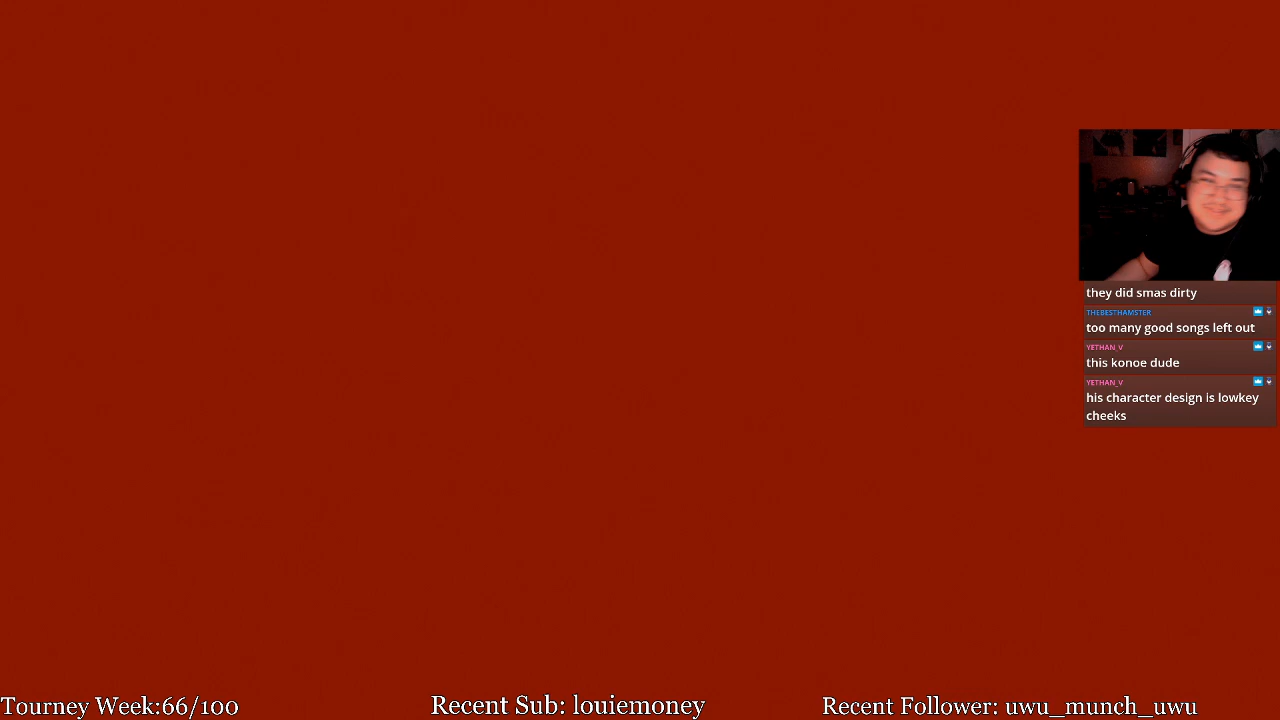 they did smas dirty
THEBESTHAMSTER
too many good songs left out
YETHAN_V
this konoe dude
YETHAN_V
his character design is lowkey
cheeks
Tourney Week:66/100
Recent Sub: louiemoney
Recent Follower: uwu_munch_uwu